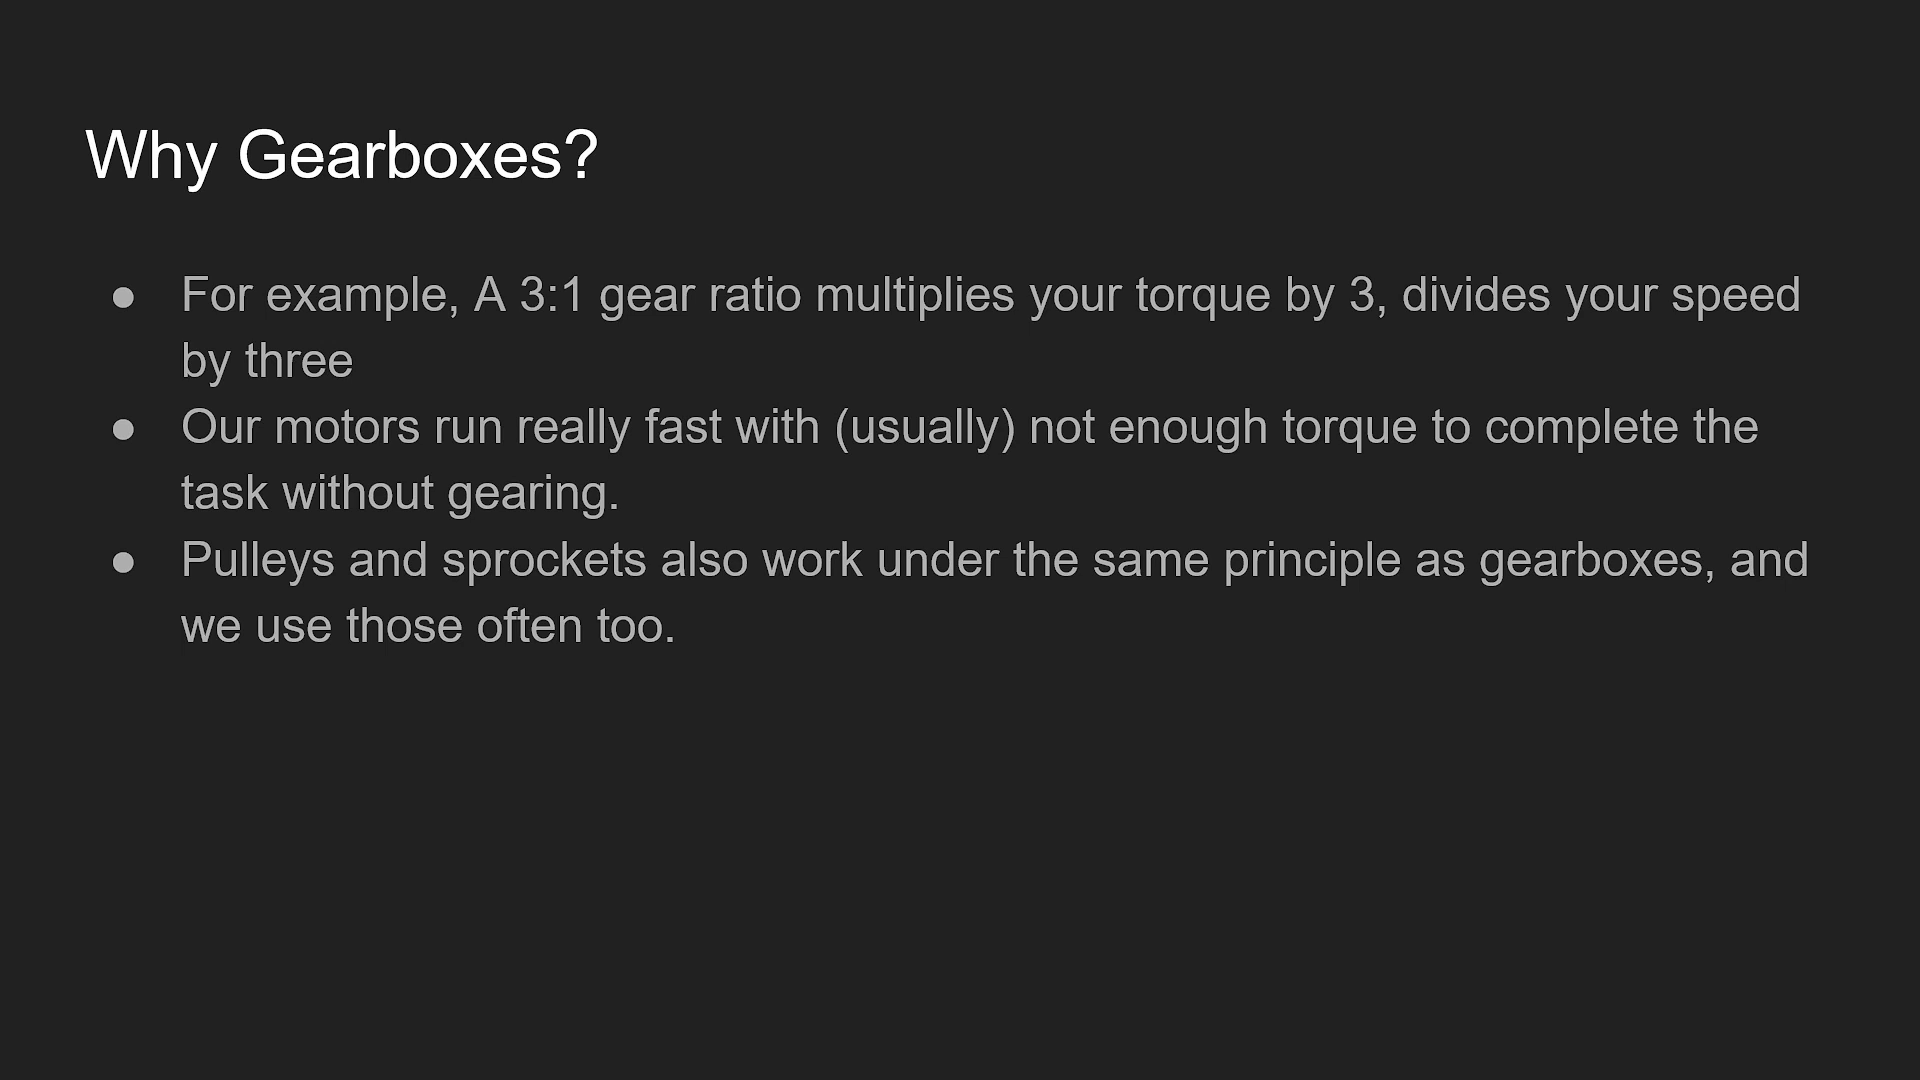 Why Gearboxes?
● For example, A 3:1 gear ratio multiplies your torque by 3, divides your speed
by three
● Our motors run really fast with (usually) not enough torque to complete the
task without gearing.
● Pulleys and sprockets also work under the same principle as gearboxes, and
we use those often too.